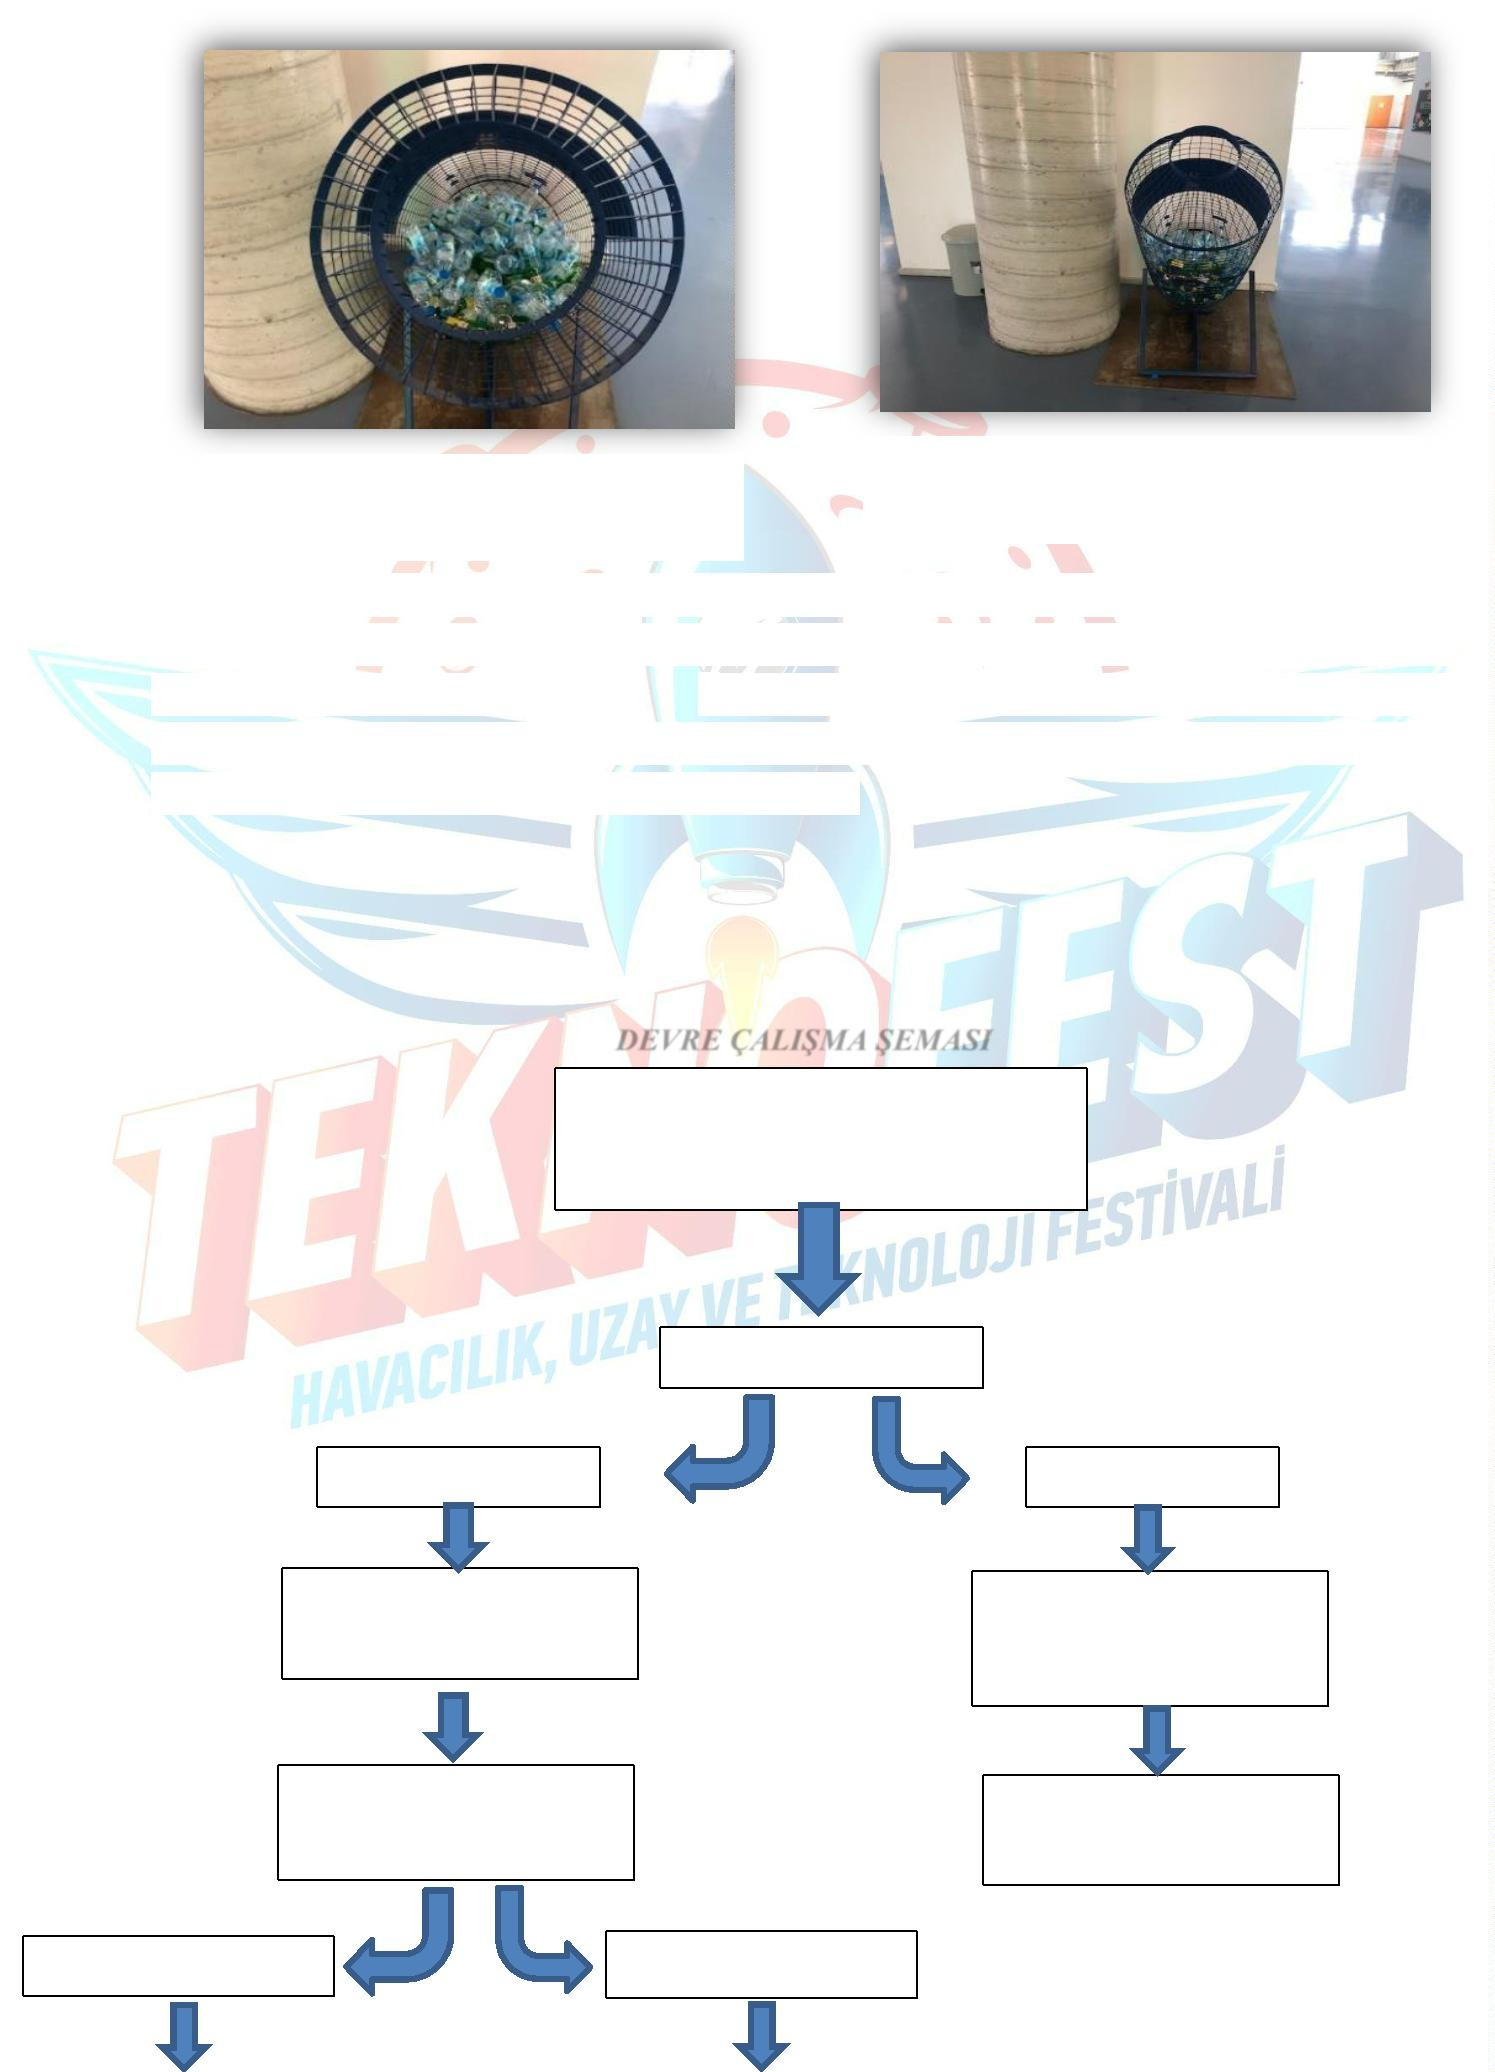 DEVRE ÇALIŞMA ŞEMASI
TEKNOFEST
HAVACILIK, UZAY VE TEKNOLOJİ FESTİVALİ